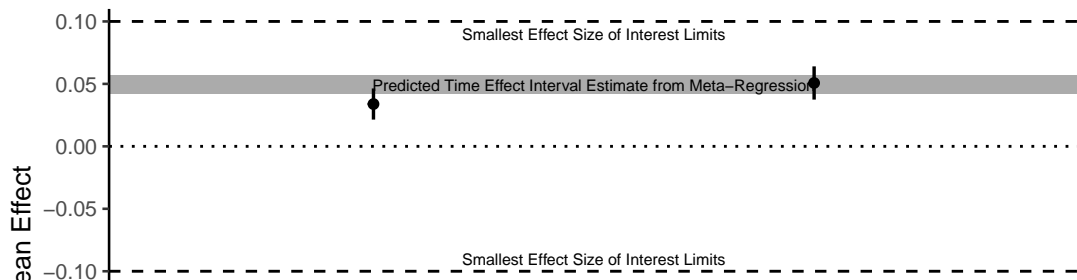 0.10
Smallest Effect Size of Interest Limits
Predicted Time Effect Interval Estimate from Meta−Regression
0.05
0.00
−0.05
ean Effect
Smallest Effect Size of Interest Limits
−0.10